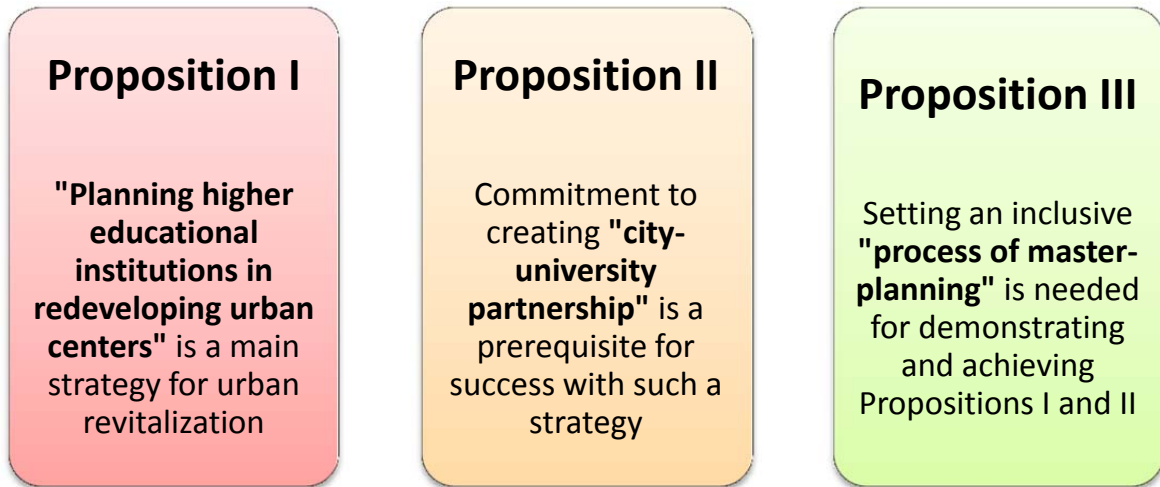 Proposition I
"Planning higher
educational
institutions in
redeveloping urban
centers" is a main
strategy for urban
revitalization
Proposition II
Commitment to
creating "city-
university
partnership" is a
prerequisite for
success with such a
strategy
Proposition III
Setting an inclusive
"process of master-
planning" is needed
for demonstrating
and achieving
Propositions I and II